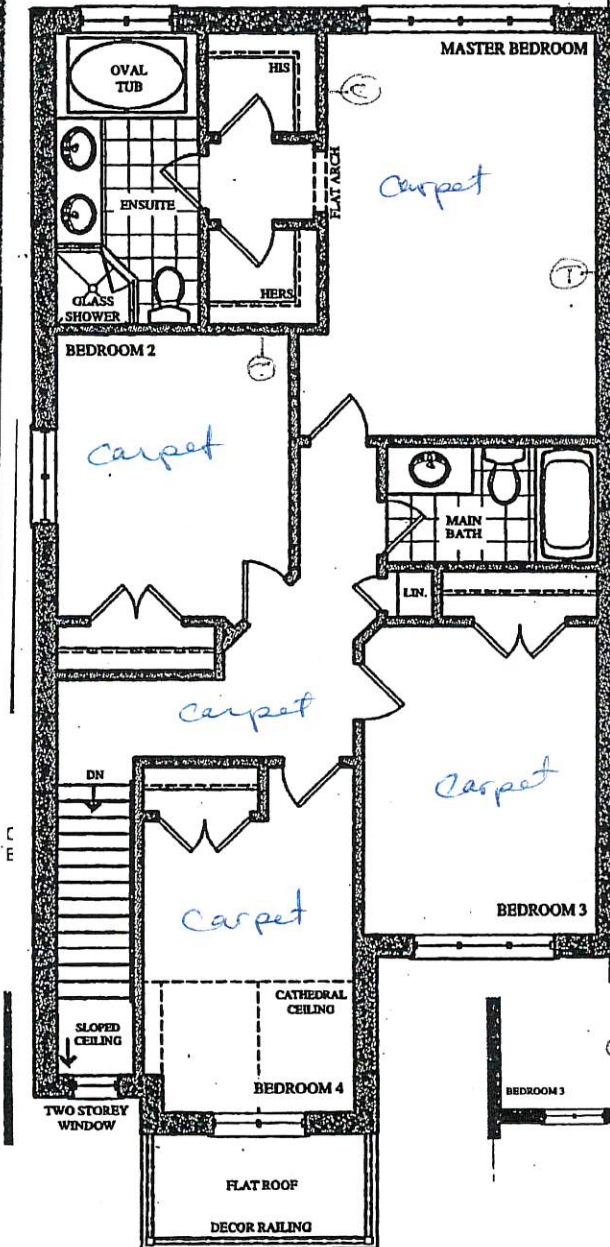 MASTER BEDROOM
OVAL
TUB
HIS
C
carpet
FLAT ARCH
ENSUITE
T
GLASS
SHOWER
HERS
BEDROOM 2
carpet
MAIN
BATH
LIN.
carpet
DN
carpet
carpet
BEDROOM 3
CATHEDRAL
CEILING
SLOPED
CEILING
BEDROOM 4
BEDROOM 3
TWO STOREY
WINDOW
FLAT ROOF
DECOR RAILING